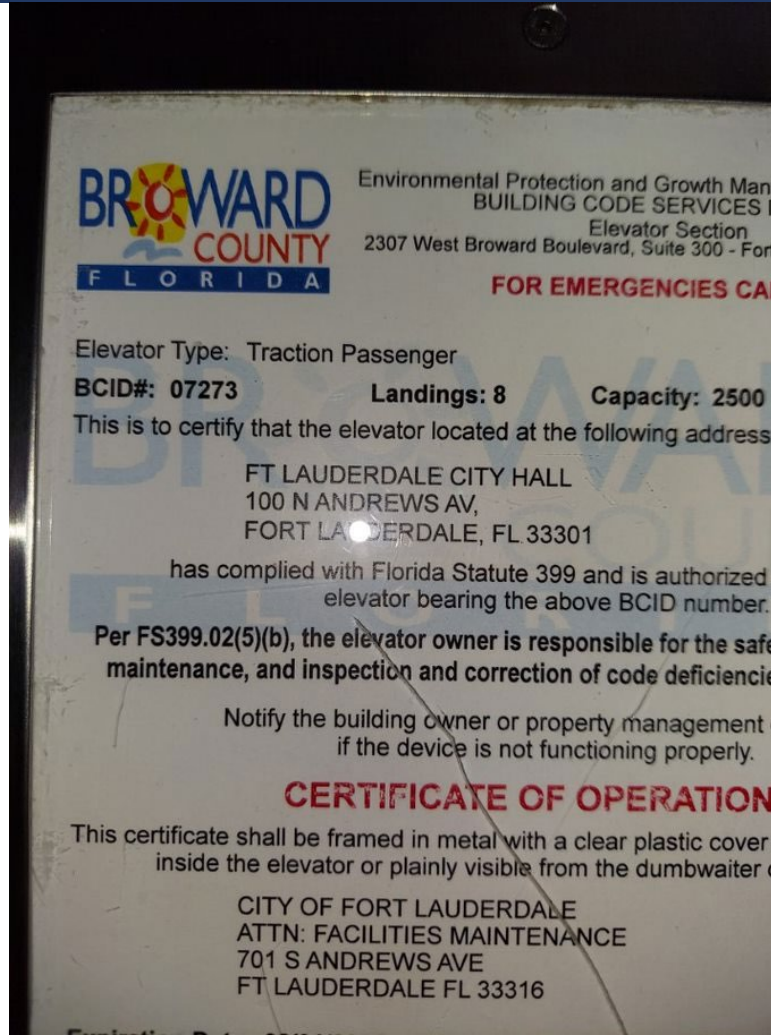 BROWARD
COUNTY
FLORIDA
Environmental Protection and Growth Man
BUILDING CODE SERVICES
Elevator Section
2307 West Broward Boulevard, Suite 300 - For
FOR EMERGENCIES CA
Elevator Type: Traction Passenger
BCID#: 07273 Landings: 8 Capacity: 2500
This is to certify that the elevator located at the following address
FT LAUDERDALE CITY HALL
100 N ANDREWS AV,
FORT LAUDERDALE, FL 33301
has complied with Florida Statute 399 and is authorized
elevator bearing the above BCID number.
Per FS399.02(5)(b), the elevator owner is responsible for the safe
maintenance, and inspection and correction of code deficiencie
Notify the building owner or property management
if the device is not functioning properly.
CERTIFICATE OF OPERATION
This certificate shall be framed in metal with a clear plastic cover
inside the elevator or plainly visible from the dumbwaiter
CITY OF FORT LAUDERDALE
ATTN: FACILITIES MAINTENANCE
701 S ANDREWS AVE
FT LAUDERDALE FL 33316